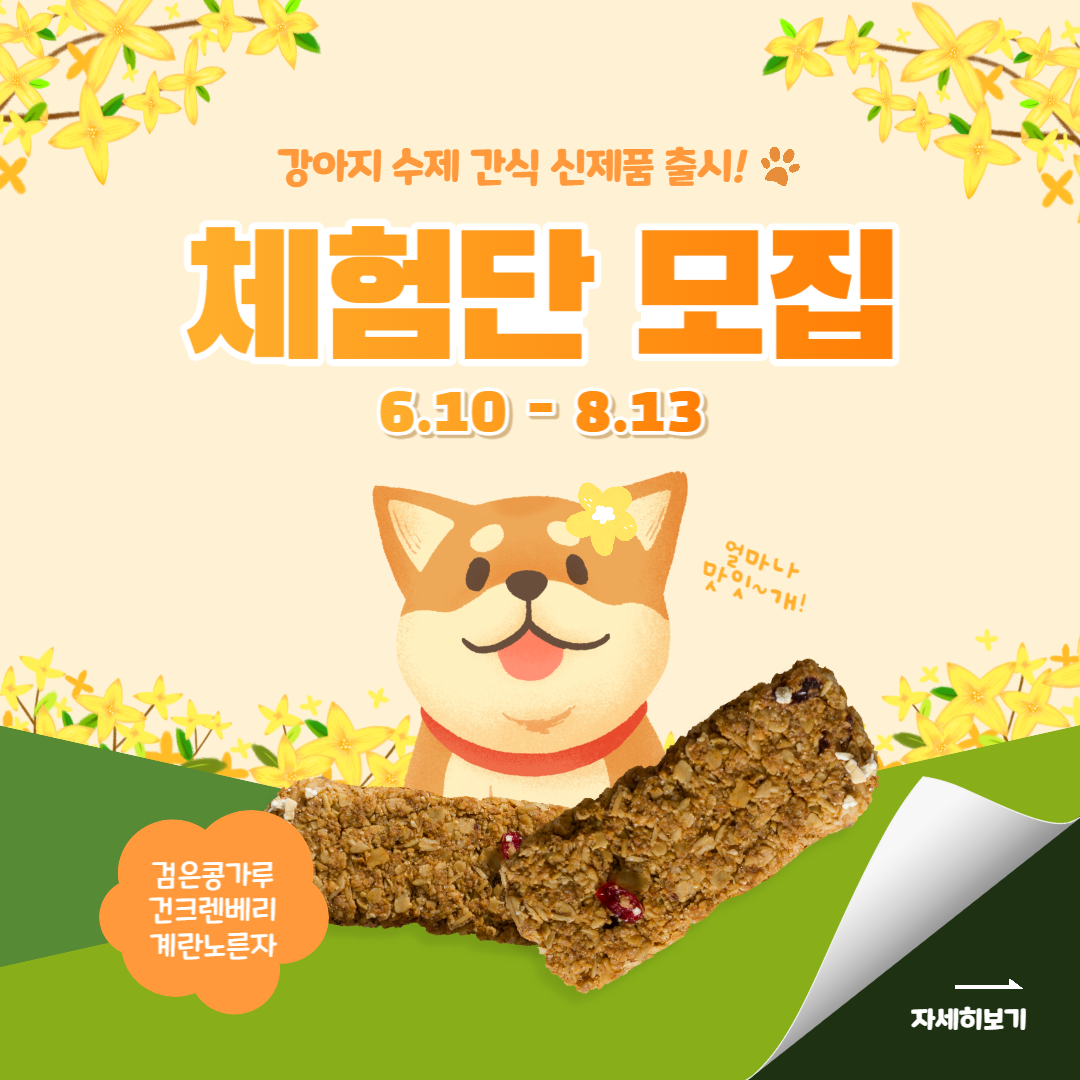 강아지 수제 간식 신제품 출시!
체험단 모집
6.10 - 8.13
얼마나
맛있~개!
검은콩가루
건크렌베리
계란노른자
자세히보기